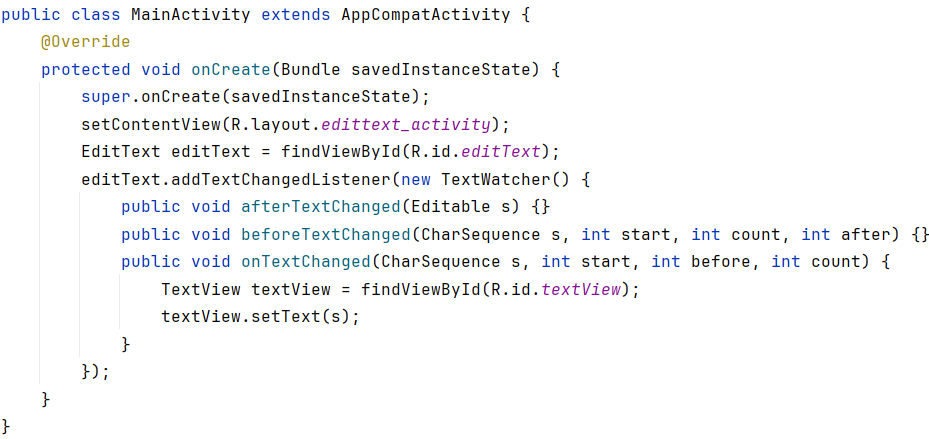 public class MainActivity extends AppCompatActivity {
    @Override
    protected void onCreate(Bundle savedInstanceState) {
        super.onCreate(savedInstanceState);
        setContentView(R.layout.edittext_activity);
        EditText editText = findViewById(R.id.editText);
        editText.addTextChangedListener(new TextWatcher() {
            public void afterTextChanged(Editable s) {}
            public void beforeTextChanged(CharSequence s, int start, int count, int after) {}
            public void onTextChanged(CharSequence s, int start, int before, int count) {
                TextView textView = findViewById(R.id.textView);
                textView.setText(s);
            }
        });
    }
}